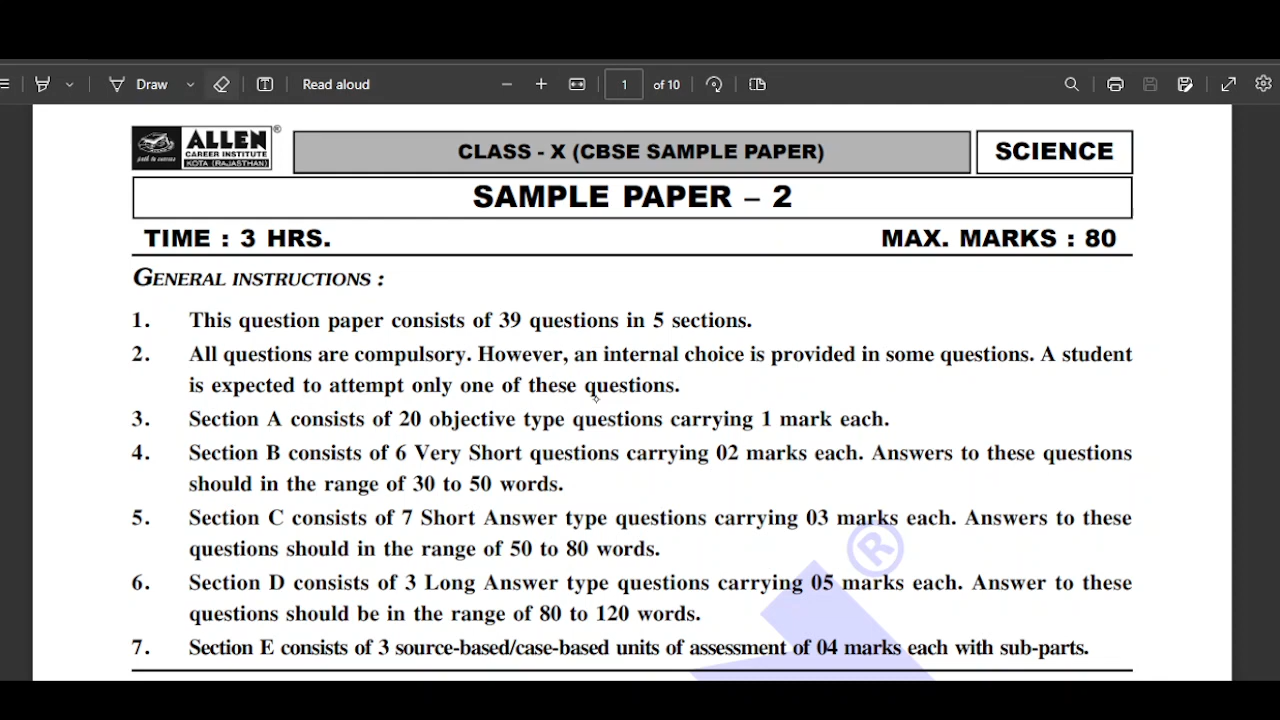 Draw
Read aloud
1 of 10
ALLEN ®
CAREER INSTITUTE
KOTA (RAJASTHAN)
path to success
CLASS - X (CBSE SAMPLE PAPER)
SCIENCE
SAMPLE PAPER – 2
TIME : 3 HRS.
MAX. MARKS : 80
GENERAL INSTRUCTIONS :
1. This question paper consists of 39 questions in 5 sections.
2. All questions are compulsory. However, an internal choice is provided in some questions. A student
is expected to attempt only one of these questions.
3. Section A consists of 20 objective type questions carrying 1 mark each.
4. Section B consists of 6 Very Short questions carrying 02 marks each. Answers to these questions
should in the range of 30 to 50 words.
5. Section C consists of 7 Short Answer type questions carrying 03 marks each. Answers to these
questions should in the range of 50 to 80 words.
6. Section D consists of 3 Long Answer type questions carrying 05 marks each. Answer to these
questions should be in the range of 80 to 120 words.
7. Section E consists of 3 source-based/case-based units of assessment of 04 marks each with sub-parts.
®